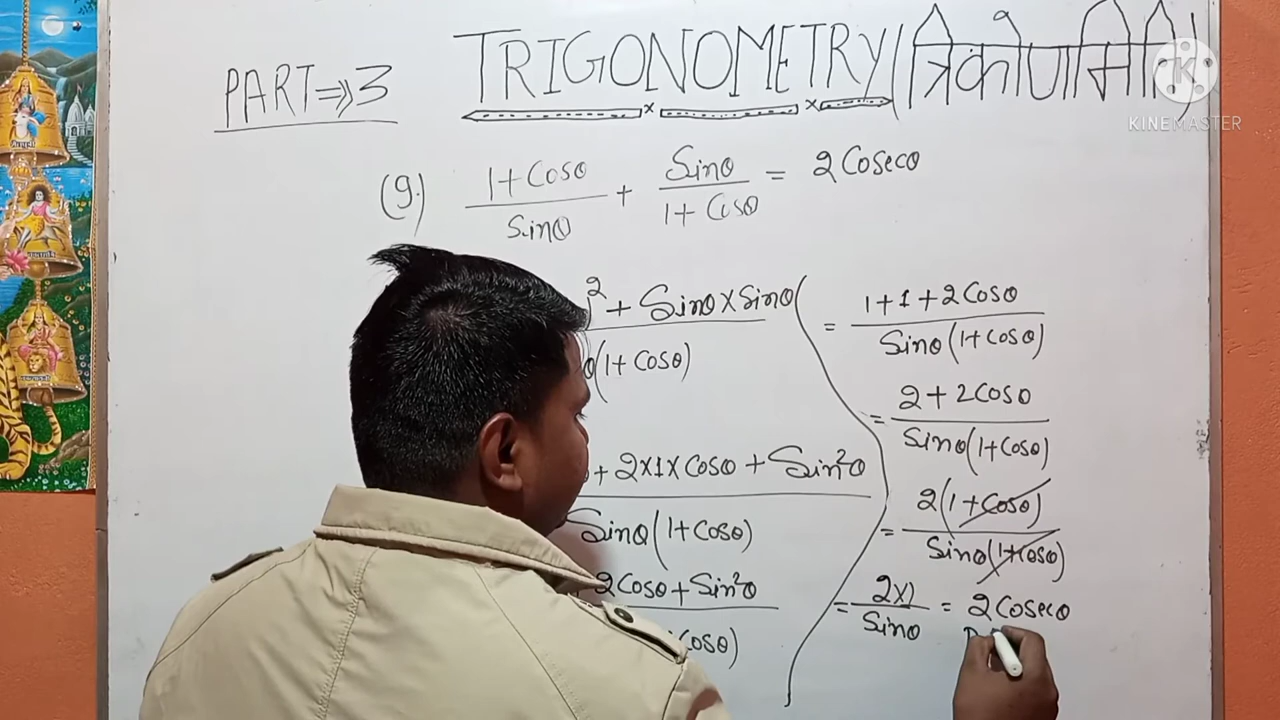 PART⇒3
TRIGONOMETRY(त्रिकोणमिति)
KINEMASTER
(9.) 1+Cosθ/Sinθ + Sinθ/1+Cosθ = 2Cosecθ
2 + Sinθ×Sinθ
θ(1+Cosθ)
+ 2×1×Cosθ + Sin²θ
Sinθ(1+Cosθ)
2Cosθ+Sin²θ
Cosθ)
= 1+1+2Cosθ/Sinθ(1+Cosθ)
= 2+2Cosθ/Sinθ(1+Cosθ)
= 2(1+Cosθ)/Sinθ(1+Cosθ)
= 2×1/Sinθ = 2Cosecθ